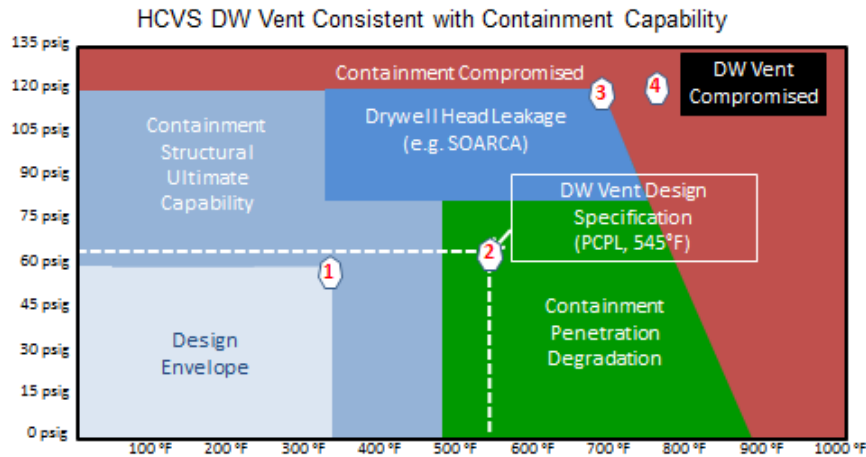 HCVS DW Vent Consistent with Containment Capability
135 psig
120 psig
105 psig
90 psig
75 psig
60 psig
45 psig
30 psig
15 psig
0 psig
Containment Compromised
3
4
DW Vent
Compromised
Containment
Structural
Ultimate
Capability
Drywell Head Leakage
(e.g. SOARCA)
DW Vent Design
Specification
(PCPL, 545°F)
1
2
Design
Envelope
Containment
Penetration
Degradation
100 °F
200 °F
300 °F
400 °F
500 °F
600 °F
700 °F
800 °F
900 °F
1000 °F